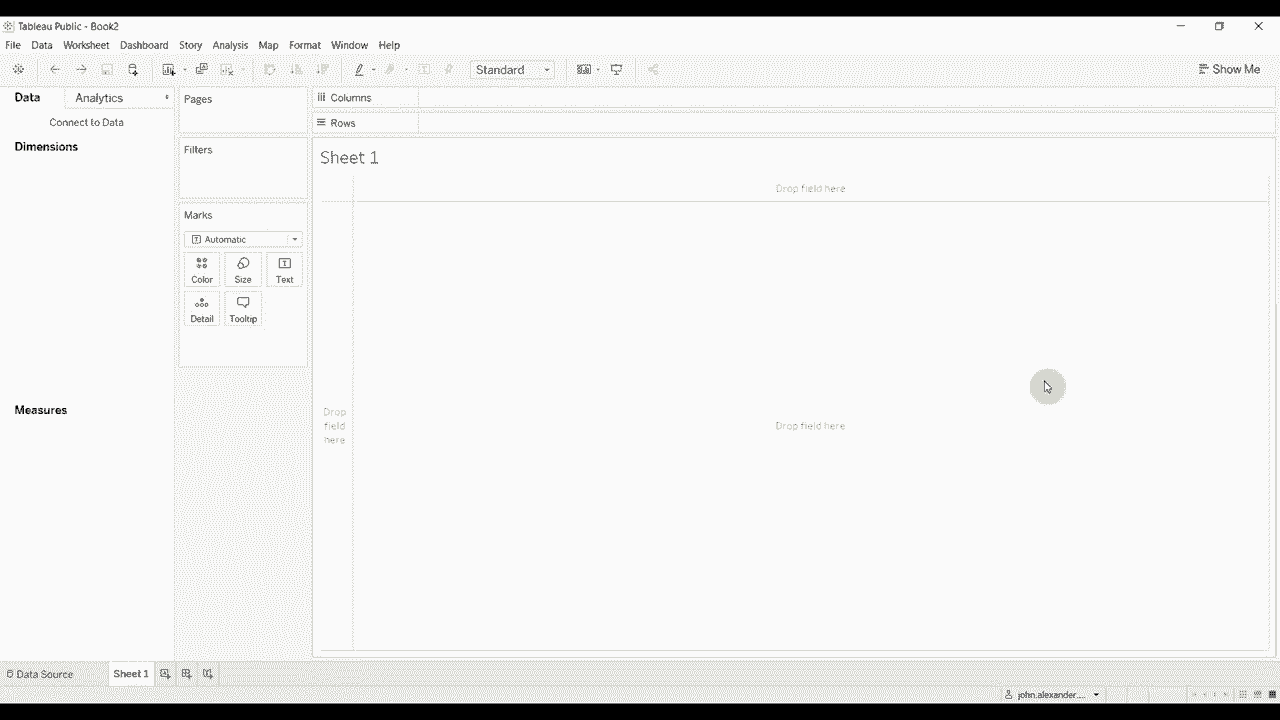 Tableau Public - Book2
File Data Worksheet Dashboard Story Analysis Map Format Window Help
Standard
Show Me
Data Analytics
Connect to Data
Dimensions
Measures
Pages
Filters
Marks
Automatic
Color Size Text
Detail Tooltip
Columns
Rows
Sheet 1
Drop field here
Drop
field
here
Drop field here
Data Source Sheet 1
john.alexander....